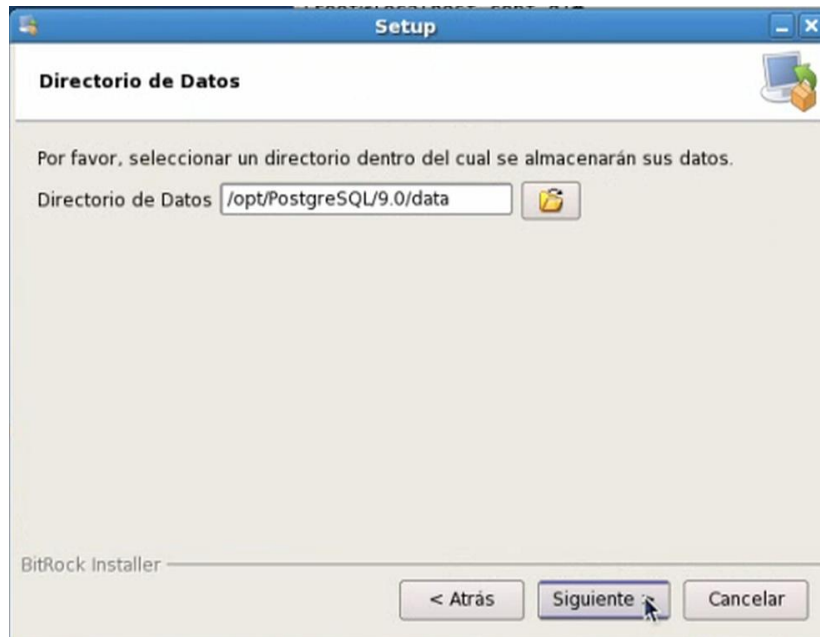 Setup
Directorio de Datos
Por favor, seleccionar un directorio dentro del cual se almacenarán sus datos.
Directorio de Datos /opt/PostgreSQL/9.0/data
BitRock Installer
< Atrás Siguiente > Cancelar